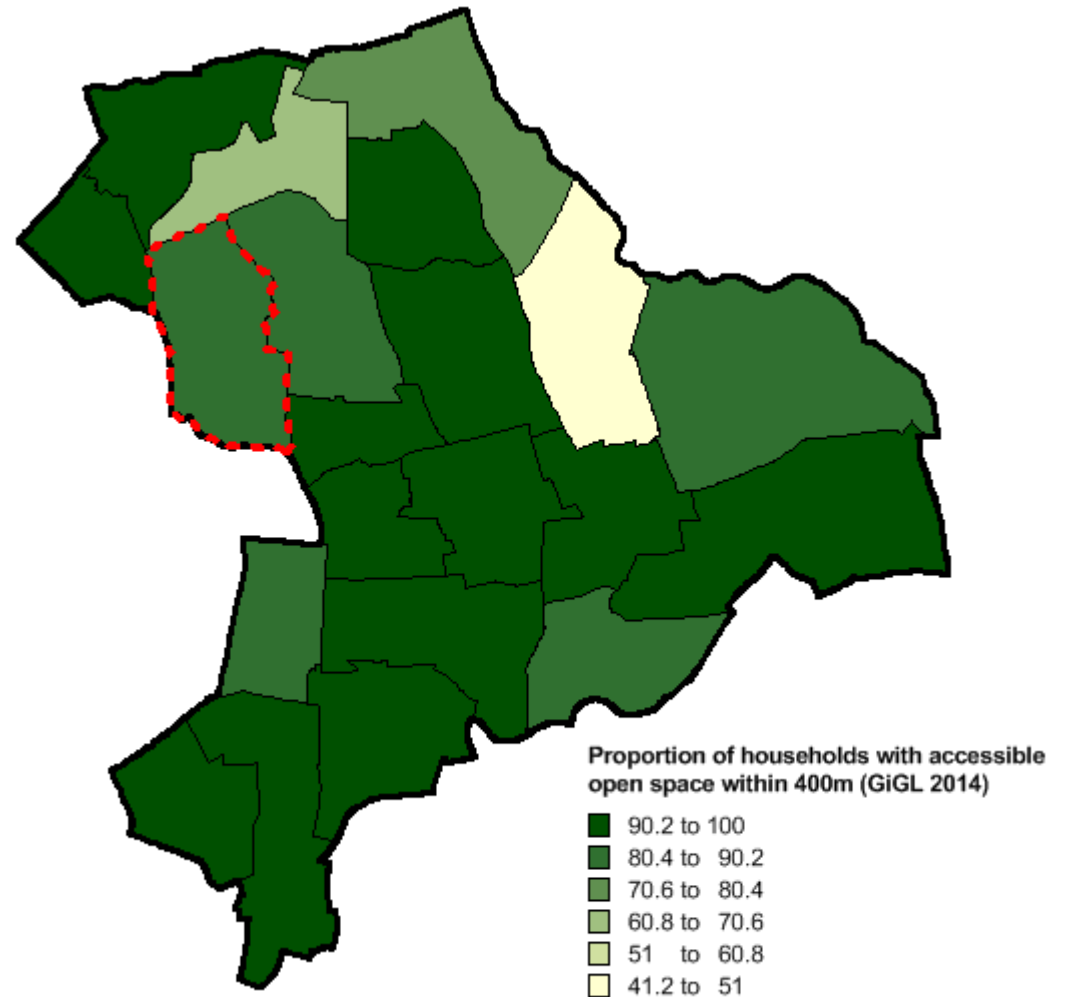 Proportion of households with accessible
open space within 400m (GiGL 2014)
90.2 to 100
80.4 to 90.2
70.6 to 80.4
60.8 to 70.6
51 to 60.8
41.2 to 51